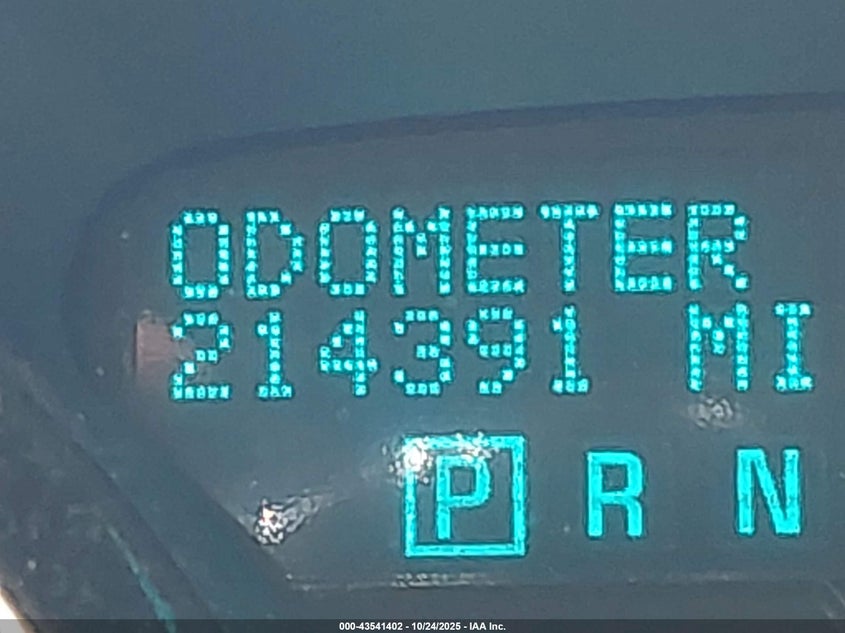 ODOMETER
214391 MI
P R N
000-43541402 - 10/24/2025 - IAA Inc.